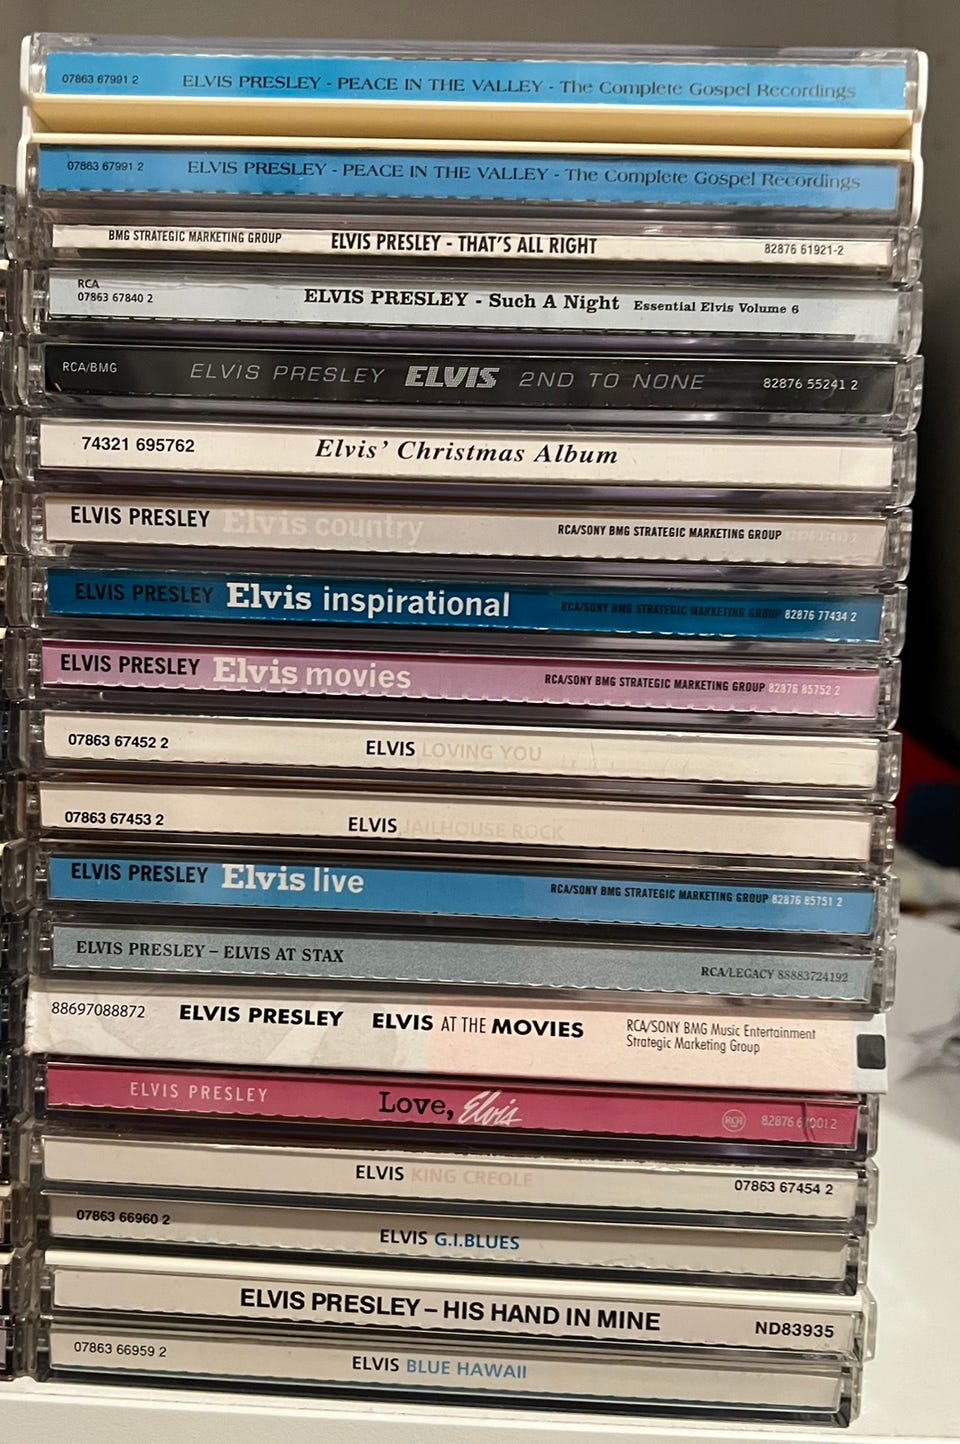 07863 67991 2 ELVIS PRESLEY - PEACE IN THE VALLEY - The Complete Gospel Recordings
07863 67991 2 ELVIS PRESLEY - PEACE IN THE VALLEY - The Complete Gospel Recordings
BMG STRATEGIC MARKETING GROUP ELVIS PRESLEY - THAT'S ALL RIGHT 82876 61921-2
RCA
07863 67840 2 ELVIS PRESLEY - Such A Night Essential Elvis Volume 6
RCA/BMG ELVIS PRESLEY ELVIS 2ND TO NONE 82876 55241 2
74321 695762 Elvis' Christmas Album
ELVIS PRESLEY Elvis country RCA/SONY BMG STRATEGIC MARKETING GROUP
ELVIS PRESLEY Elvis inspirational RCA/SONY BMG STRATEGIC MARKETING GROUP 82876 77434 2
ELVIS PRESLEY Elvis movies RCA/SONY BMG STRATEGIC MARKETING GROUP 82876 85752 2
07863 67452 2 ELVIS LOVING YOU
07863 67453 2 ELVIS JAILHOUSE ROCK
ELVIS PRESLEY Elvis live RCA/SONY BMG STRATEGIC MARKETING GROUP 82876 85751 2
ELVIS PRESLEY – ELVIS AT STAX RCA/LEGACY 88883724192
88697088872 ELVIS PRESLEY ELVIS AT THE MOVIES RCA/SONY BMG Music Entertainment
Strategic Marketing Group
ELVIS PRESLEY Love, Elvis RCA 82876
ELVIS KING CREOLE 07863 67454 2
07863 66960 2 ELVIS G.I.BLUES
ELVIS PRESLEY – HIS HAND IN MINE ND83935
07863 66959 2 ELVIS BLUE HAWAII